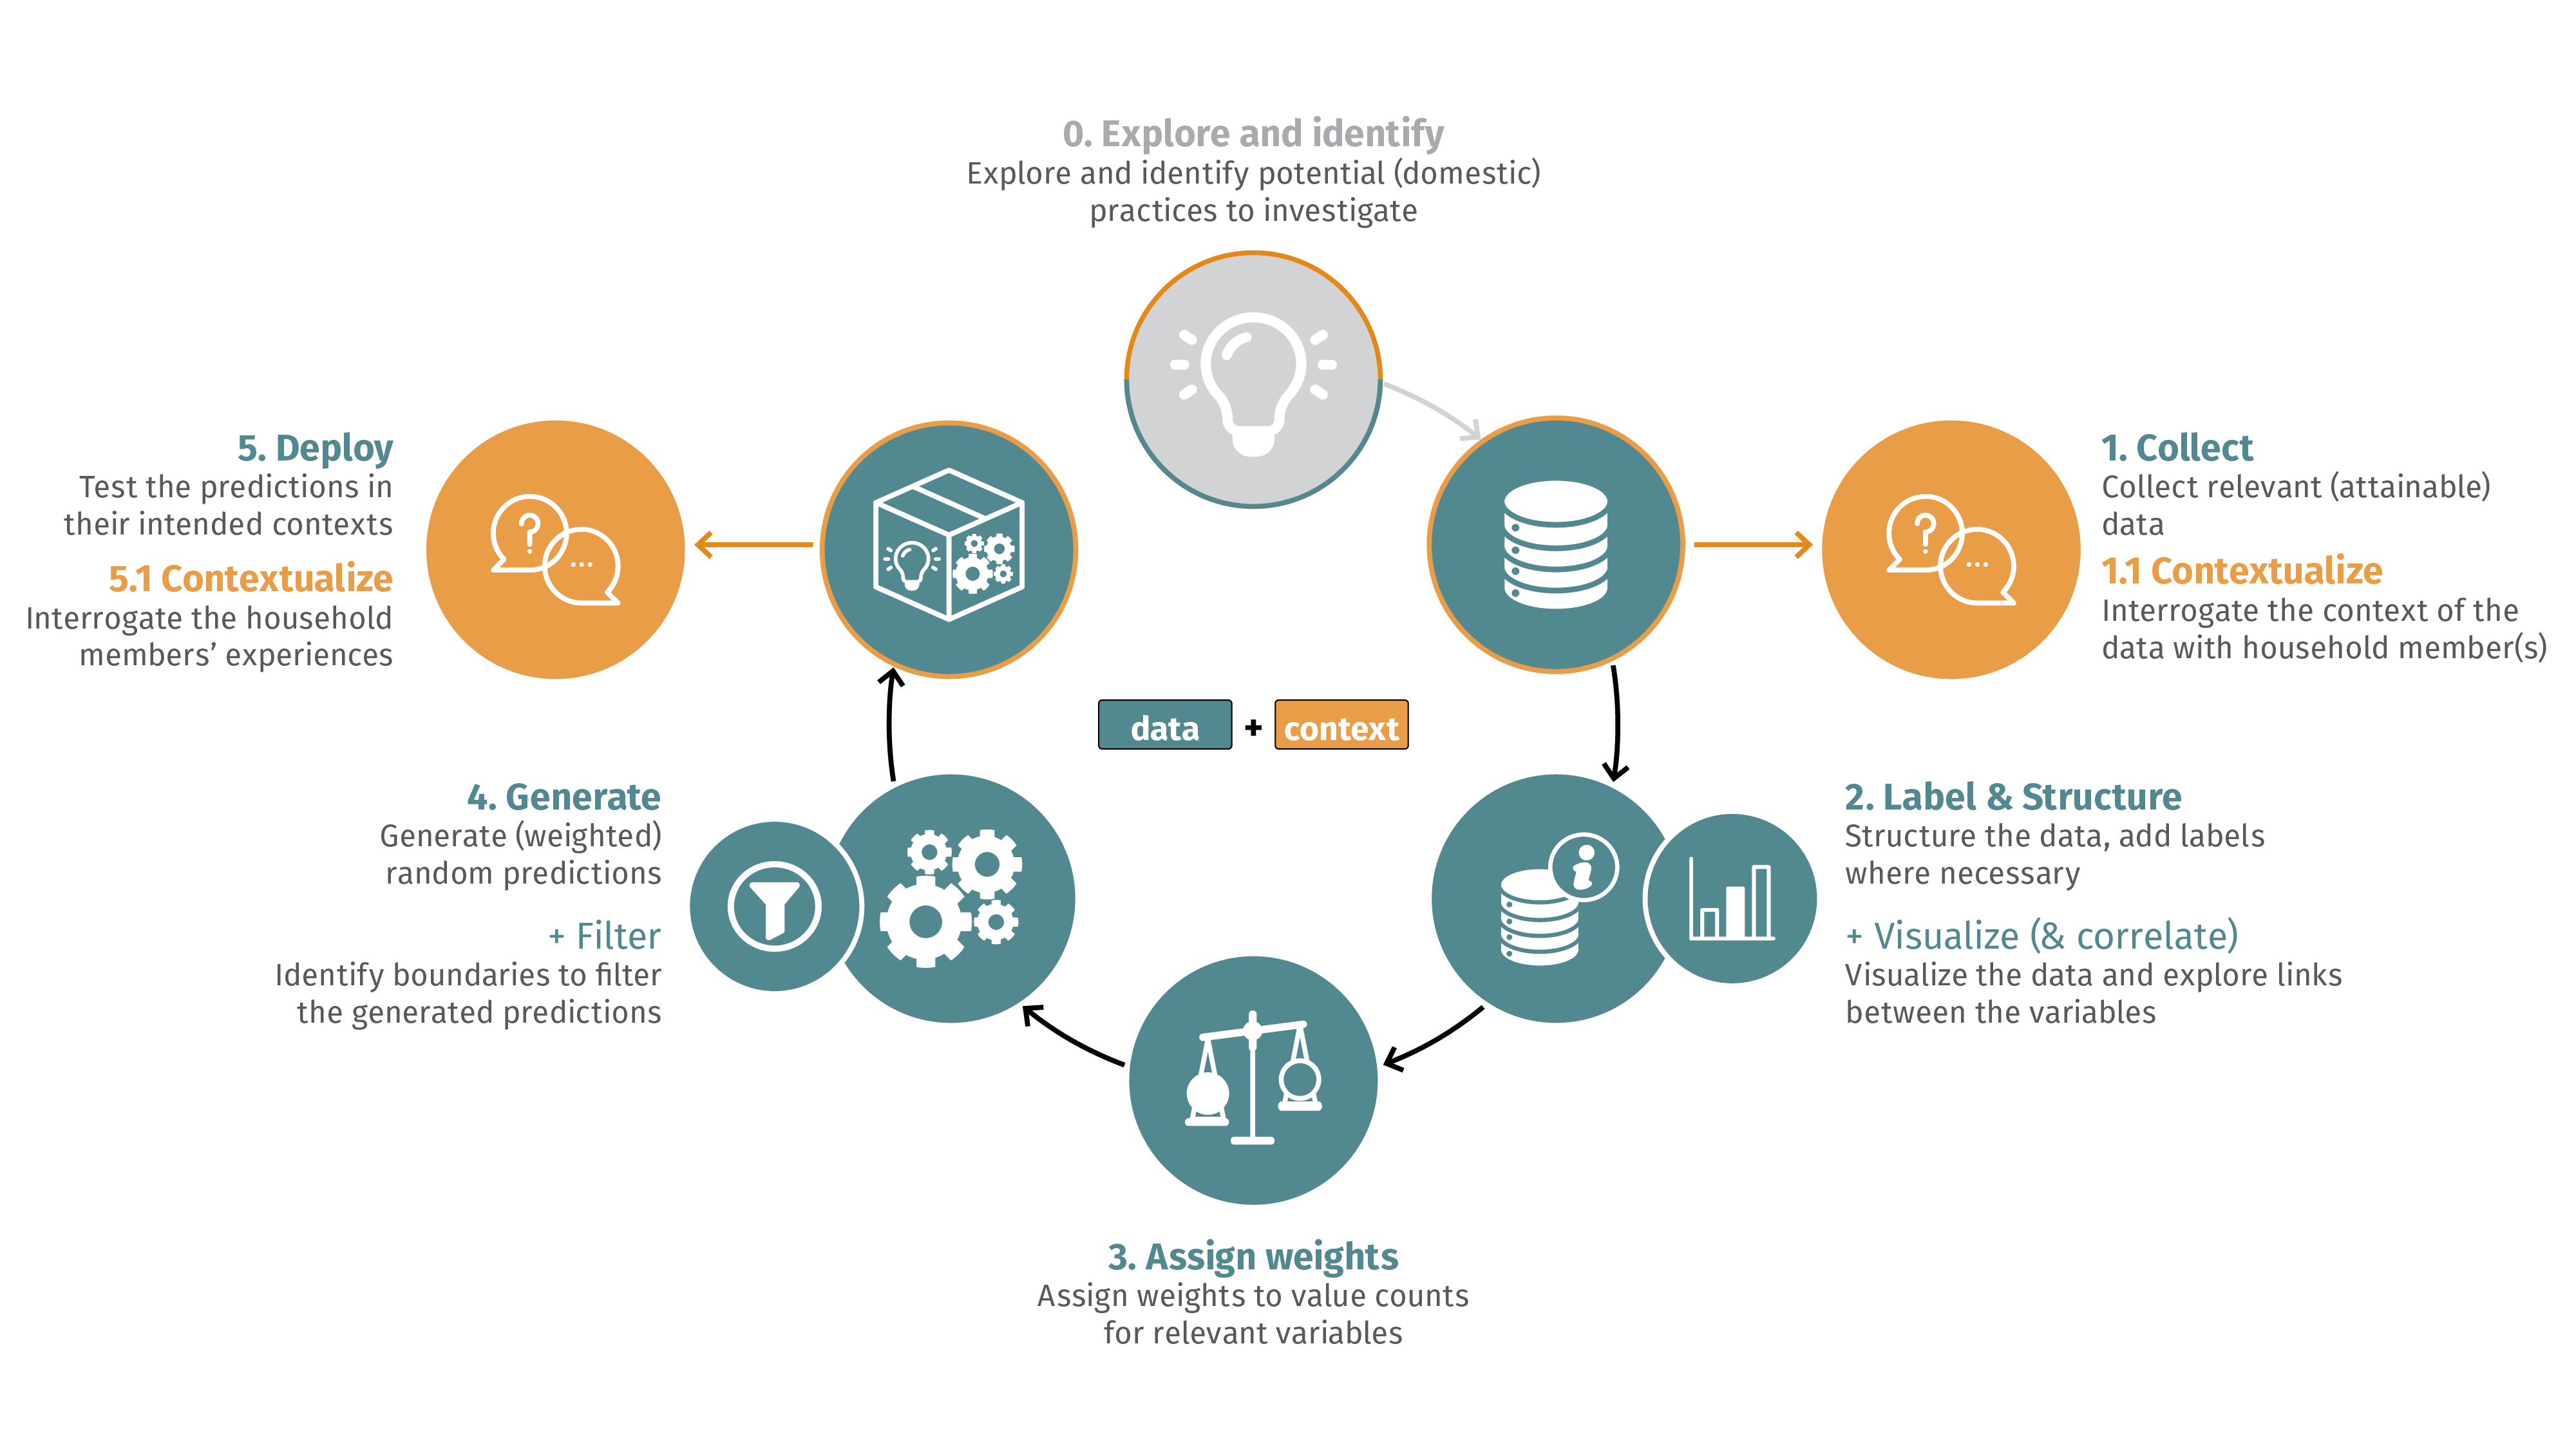 0. Explore and identify
Explore and identify potential (domestic)
practices to investigate
1. Collect
Collect relevant (attainable)
data
1.1 Contextualize
Interrogate the context of the
data with household member(s)
2. Label & Structure
Structure the data, add labels
where necessary
+ Visualize (& correlate)
Visualize the data and explore links
between the variables
3. Assign weights
Assign weights to value counts
for relevant variables
4. Generate
Generate (weighted)
random predictions
+ Filter
Identify boundaries to filter
the generated predictions
5. Deploy
Test the predictions in
their intended contexts
5.1 Contextualize
Interrogate the household
members’ experiences
data + context